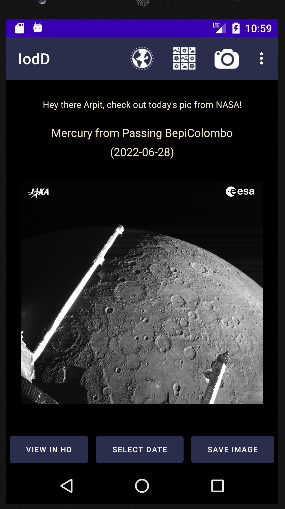 10:59
IodD
Hey there Arpit, check out today's pic from NASA!
Mercury from Passing BepiColombo
(2022-06-28)
JAXA
esa
VIEW IN HD
SELECT DATE
SAVE IMAGE